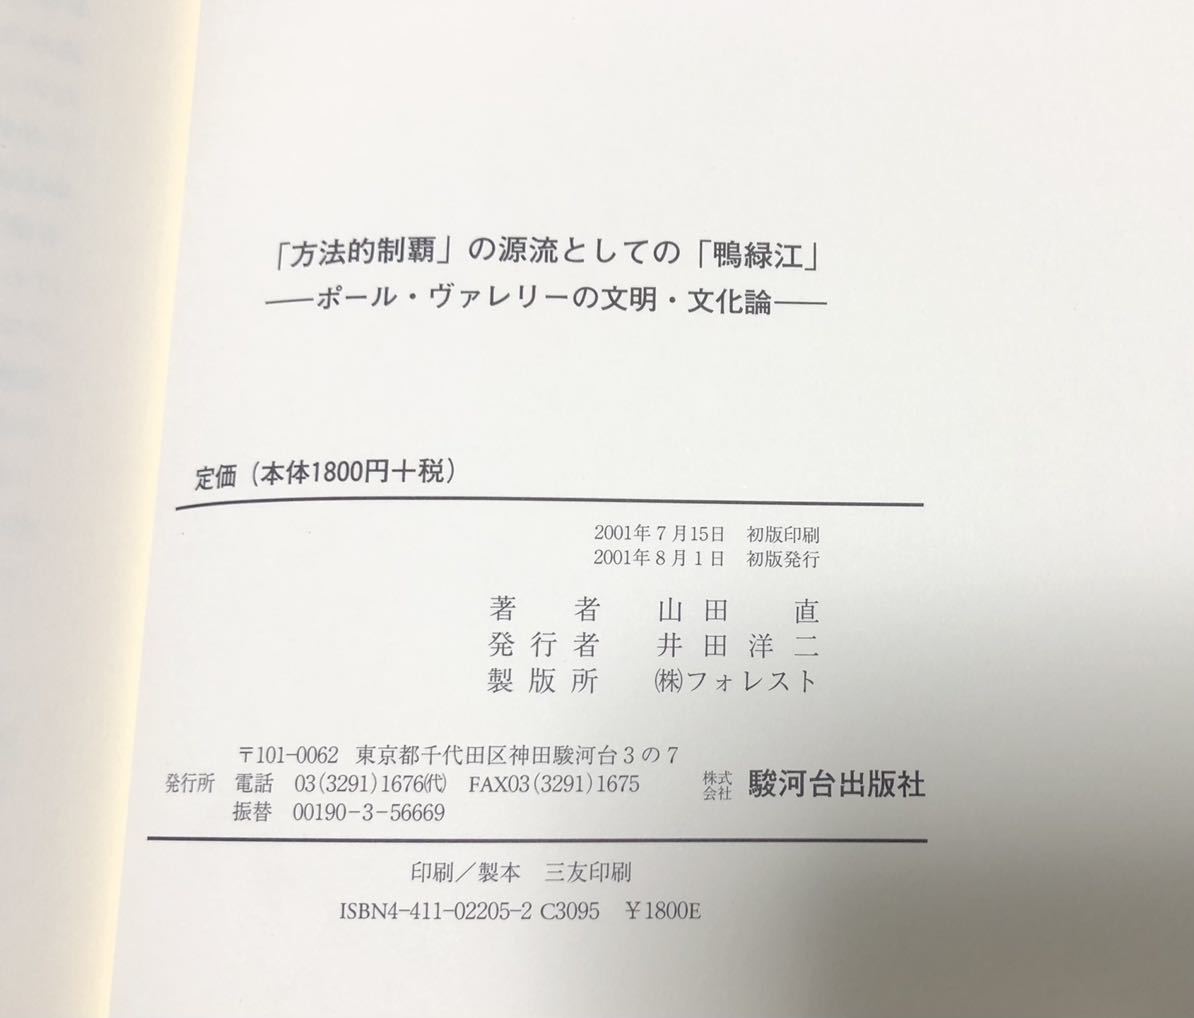 「方法的制覇」の源流としての「鴨緑江」
――ポール・ヴァレリーの文明・文化論――
定価（本体1800円＋税）
2001年７月15日　初版印刷
2001年８月１日　初版発行
著者　山田　直
発行者　井田洋二
製版所　㈱フォレスト
〒101-0062　東京都千代田区神田駿河台３の７
発行所　電話　03(3291)1676㈹　FAX03(3291)1675　株式会社　駿河台出版社
振替　00190-3-56669
印刷／製本　三友印刷
ISBN4-411-02205-2 C3095　￥1800E